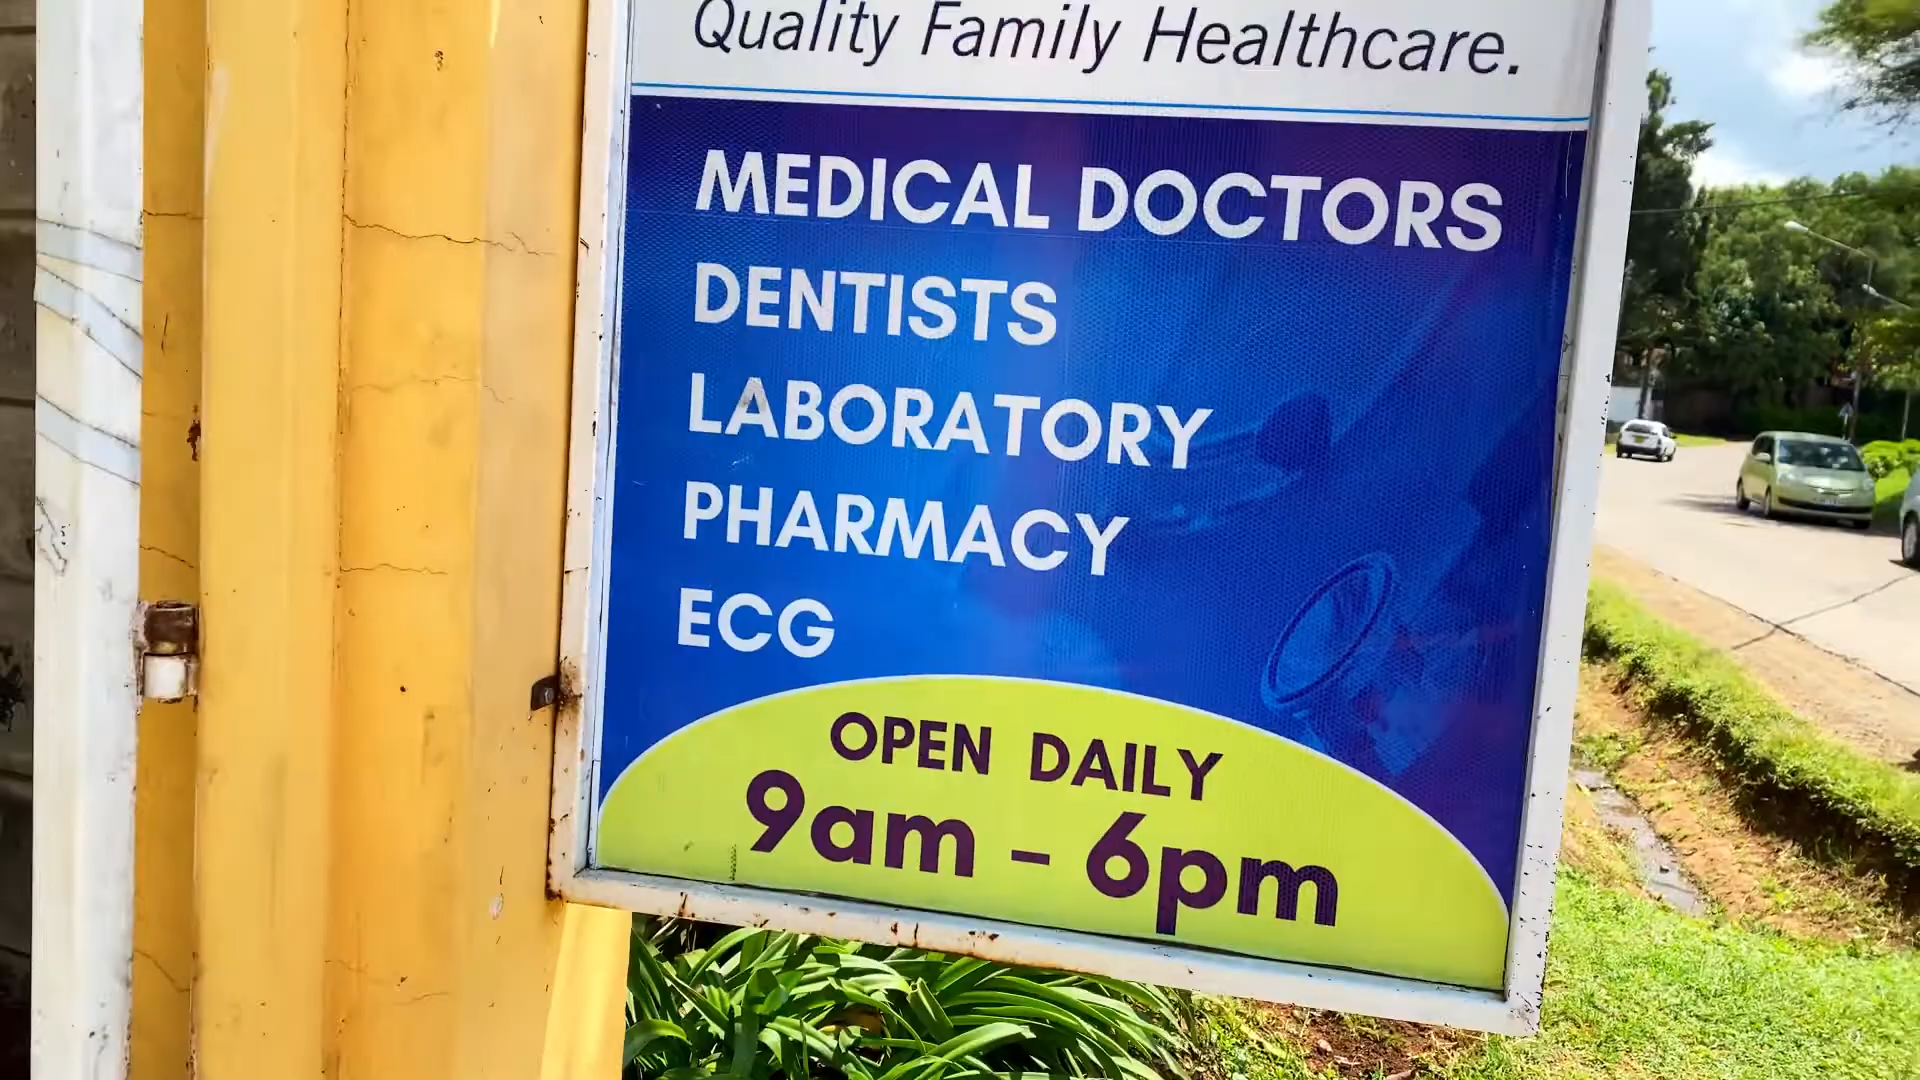 Quality Family Healthcare.
MEDICAL DOCTORS
DENTISTS
LABORATORY
PHARMACY
ECG
OPEN DAILY
9am - 6pm